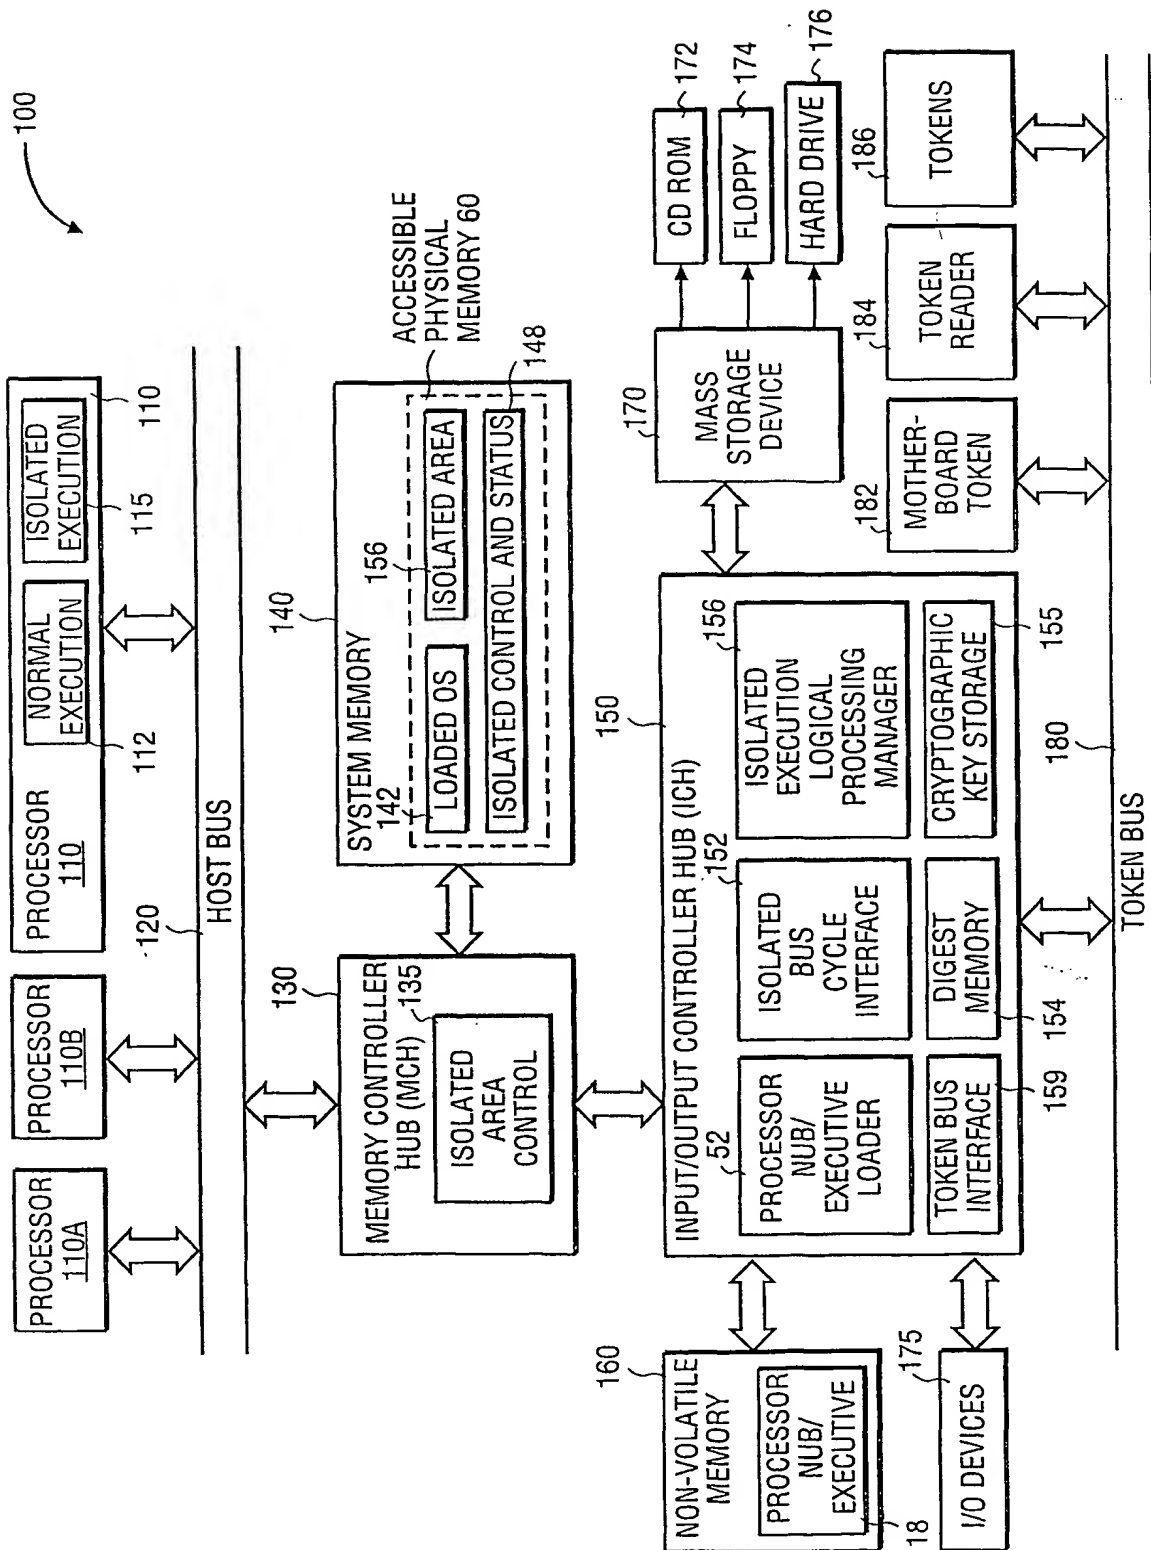 100
PROCESSOR
110A
PROCESSOR
110B
PROCESSOR
110
NORMAL
EXECUTION
112
ISOLATED
EXECUTION
115
110
120
HOST BUS
130
MEMORY CONTROLLER
HUB (MCH)
135
ISOLATED
AREA
CONTROL
140
SYSTEM MEMORY
142
LOADED OS
156
ISOLATED AREA
ISOLATED CONTROL AND STATUS
148
ACCESSIBLE
PHYSICAL
MEMORY 60
150
INPUT/OUTPUT CONTROLLER HUB (ICH)
52
PROCESSOR
NUB/
EXECUTIVE
LOADER
152
ISOLATED
BUS
CYCLE
INTERFACE
156
ISOLATED
EXECUTION
LOGICAL
PROCESSING
MANAGER
TOKEN BUS
INTERFACE
159
DIGEST
MEMORY
154
CRYPTOGRAPHIC
KEY STORAGE
155
160
NON-VOLATILE
MEMORY
PROCESSOR
NUB/
EXECUTIVE
18
175
I/O DEVICES
170
MASS
STORAGE
DEVICE
CD ROM
172
FLOPPY
174
HARD DRIVE
176
182
MOTHER-
BOARD
TOKEN
184
TOKEN
READER
186
TOKENS
180
TOKEN BUS